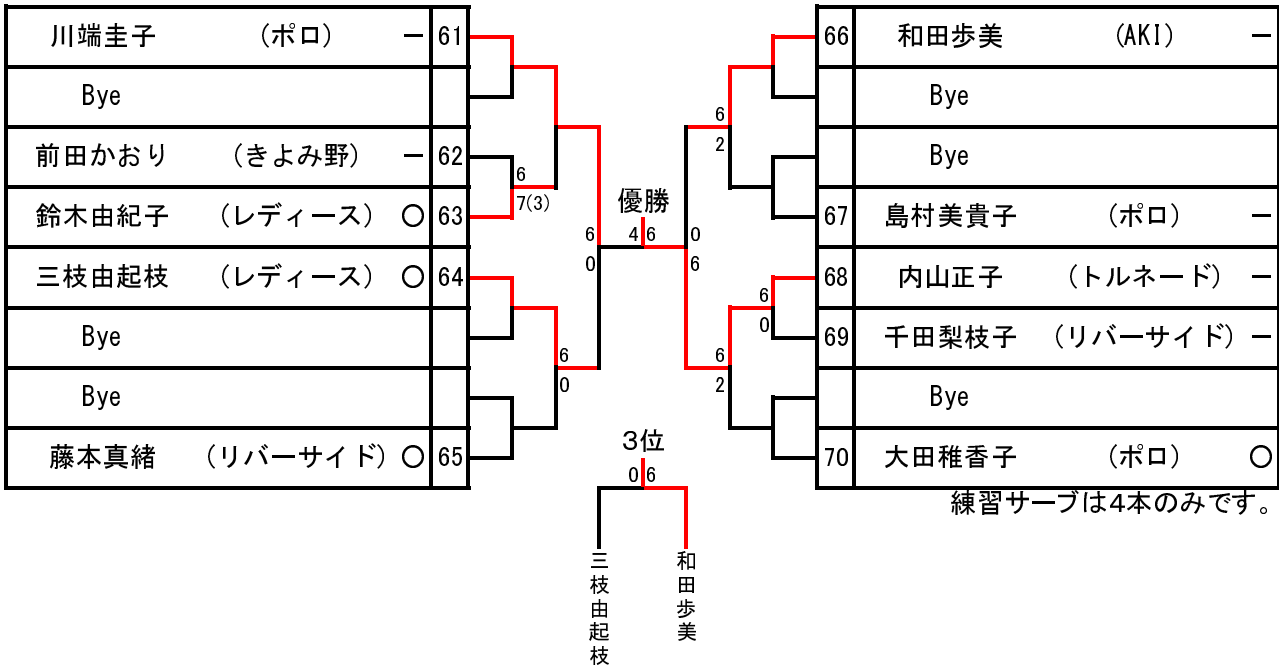 川端圭子 （ポロ） － 61
Bye
前田かおり （きよみ野） － 62
鈴木由紀子 （レディース） ○ 63
三枝由起枝 （レディース） ○ 64
Bye
Bye
藤本真緒 （リバーサイド） ○ 65
6
7(3)
6
0
6
0
優勝
4 6
0
6
6
2
6
0
6
2
66 和田歩美 （AKI） －
Bye
Bye
67 島村美貴子 （ポロ） －
68 内山正子 （トルネード） －
69 千田梨枝子 （リバーサイド） －
Bye
70 大田稚香子 （ポロ） ○
練習サーブは4本のみです。
3位
0 6
三枝由起枝
和田歩美